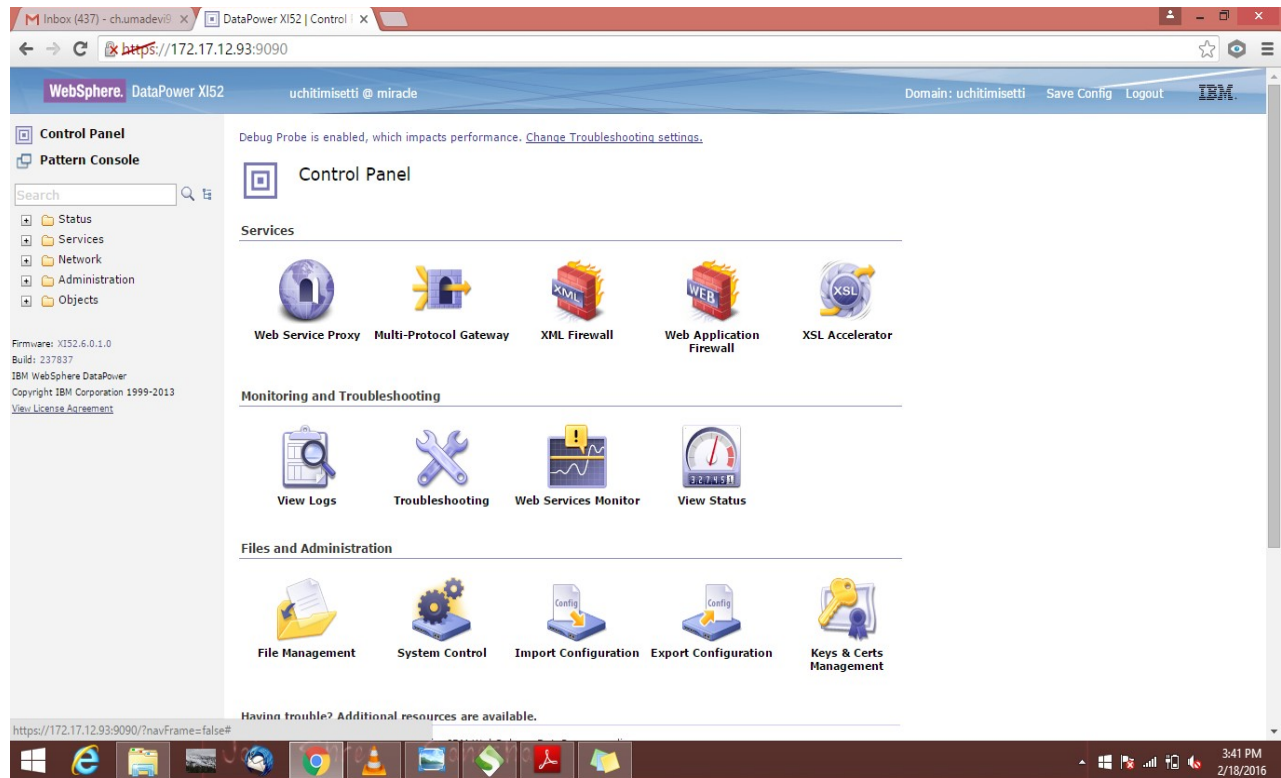 Inbox (437) - ch.umadevi9
DataPower XI52 | Control
https://172.17.12.93:9090
WebSphere. DataPower XI52
uchitimisetti @ miracle
Domain: uchitimisetti Save Config Logout IBM.
Control Panel
Pattern Console
Search
Status
Services
Network
Administration
Objects
Firmware: XI52.6.0.1.0
Build: 237837
IBM WebSphere DataPower
Copyright IBM Corporation 1999-2013
View License Agreement
Debug Probe is enabled, which impacts performance. Change Troubleshooting settings.
Control Panel
Services
XML
WEB
XSL
Web Service Proxy
Multi-Protocol Gateway
XML Firewall
Web Application
Firewall
XSL Accelerator
Monitoring and Troubleshooting
View Logs
Troubleshooting
Web Services Monitor
View Status
Files and Administration
Config
Config
File Management
System Control
Import Configuration
Export Configuration
Keys & Certs
Management
Having trouble? Additional resources are available.
https://172.17.12.93:9090/?navFrame=false#
3:41 PM
2/18/2016